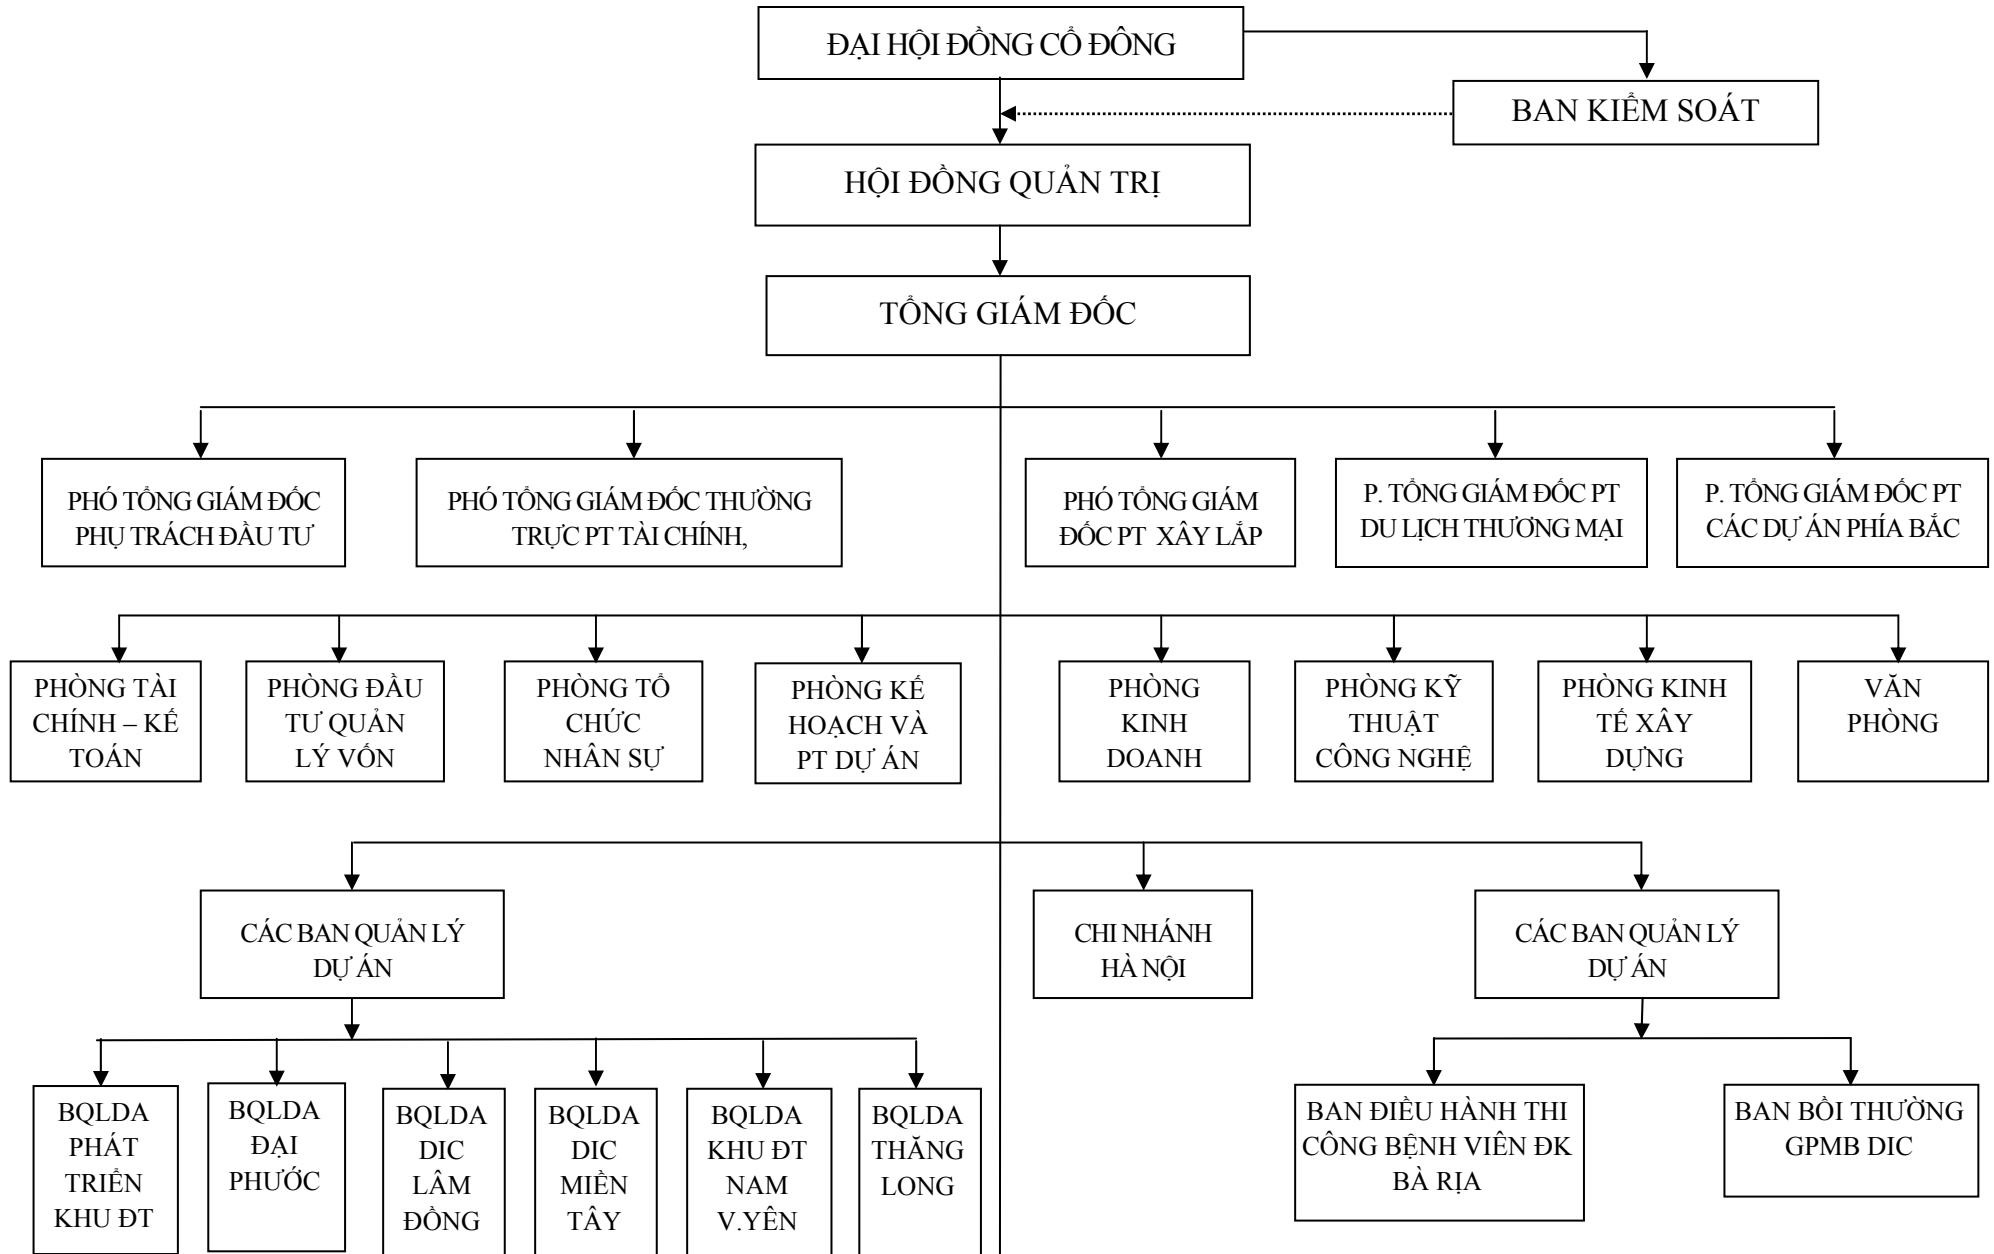 ĐẠI HỘI ĐỒNG CỔ ĐÔNG
BAN KIỂM SOÁT
HỘI ĐỒNG QUẢN TRỊ
TỔNG GIÁM ĐỐC
PHÓ TỔNG GIÁM ĐỐC
PHỤ TRÁCH ĐẦU TƯ
PHÓ TỔNG GIÁM ĐỐC THƯỜNG
TRỰC PT TÀI CHÍNH,
PHÓ TỔNG GIÁM
ĐỐC PT XÂY LẮP
P. TỔNG GIÁM ĐỐC PT
DU LỊCH THƯƠNG MẠI
P. TỔNG GIÁM ĐỐC PT
CÁC DỰ ÁN PHÍA BẮC
PHÒNG TÀI
CHÍNH – KẾ
TOÁN
PHÒNG ĐẦU
TƯ QUẢN
LÝ VỐN
PHÒNG TỔ
CHỨC
NHÂN SỰ
PHÒNG KẾ
HOẠCH VÀ
PT DỰ ÁN
PHÒNG
KINH
DOANH
PHÒNG KỸ
THUẬT
CÔNG NGHỆ
PHÒNG KINH
TẾ XÂY
DỰNG
VĂN
PHÒNG
CÁC BAN QUẢN LÝ
DỰ ÁN
CHI NHÁNH
HÀ NỘI
CÁC BAN QUẢN LÝ
DỰ ÁN
BQLDA
PHÁT
TRIỂN
KHU ĐT
BQLDA
ĐẠI
PHƯỚC
BQLDA
DIC
LÂM
ĐỒNG
BQLDA
DIC
MIỀN
TÂY
BQLDA
KHU ĐT
NAM
V.YÊN
BQLDA
THĂNG
LONG
BAN ĐIỀU HÀNH THI
CÔNG BỆNH VIÊN ĐK
BÀ RỊA
BAN BỒI THƯỜNG
GPMB DIC